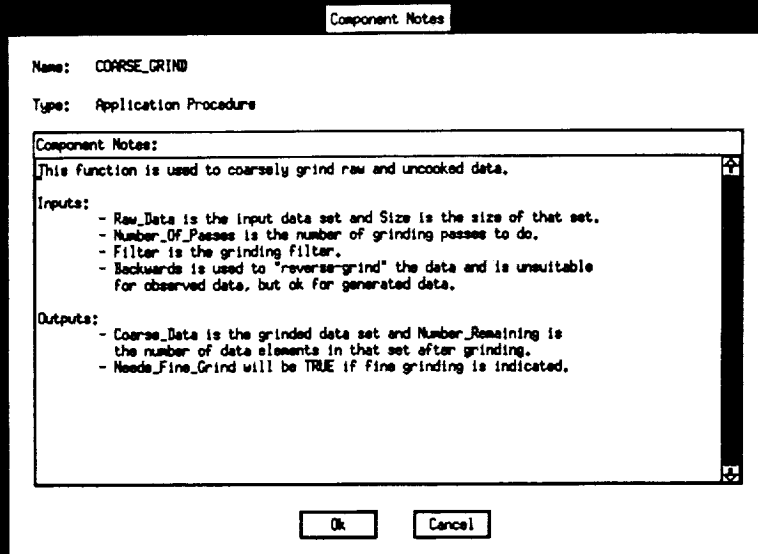 Component Notes
Name: COARSE_GRIND
Type: Application Procedure
Component Notes:
This function is used to coarsely grind raw and uncooked data.
Inputs:
- Raw_Data is the input data set and Size is the size of that set.
- Number_Of_Passes is the number of grinding passes to do.
- Filter is the grinding filter.
- Backwards is used to "reverse-grind" the data and is unsuitable
for observed data, but ok for generated data.
Outputs:
- Coarse_Data is the grinded data set and Number_Remaining is
the number of data elements in that set after grinding.
- Needs_Fine_Grind will be TRUE if fine grinding is indicated.
Ok Cancel